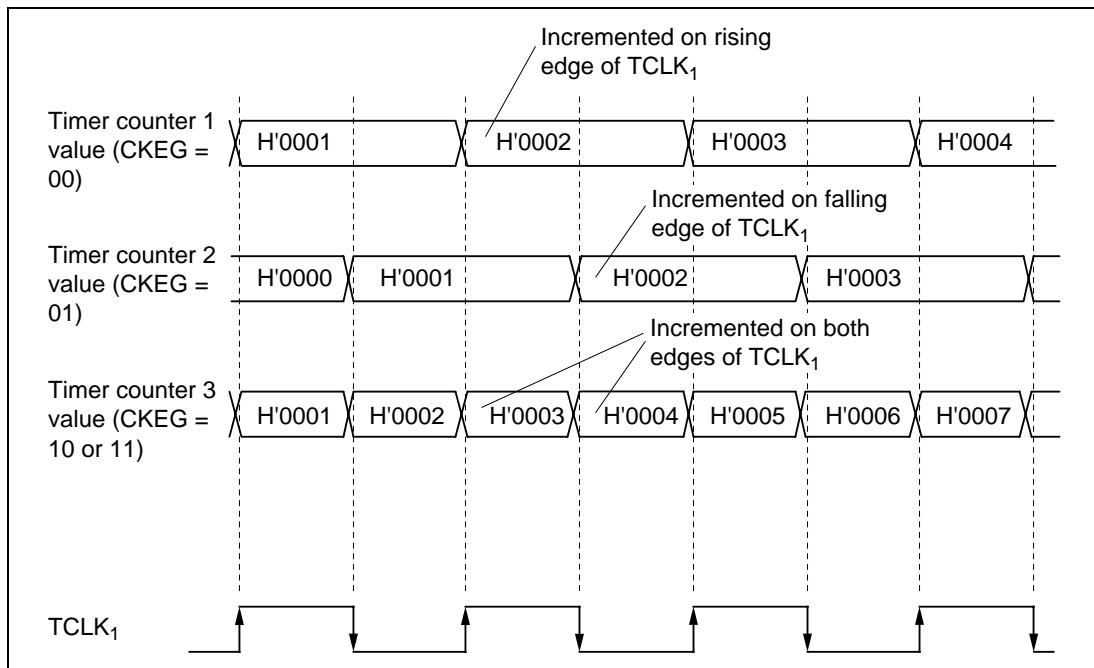 Incremented on rising
edge of TCLK₁
Timer counter 1
value (CKEG =
00)
H'0001 H'0002 H'0003 H'0004
Incremented on falling
edge of TCLK₁
Timer counter 2
value (CKEG =
01)
H'0000 H'0001 H'0002 H'0003
Incremented on both
edges of TCLK₁
Timer counter 3
value (CKEG =
10 or 11)
H'0001 H'0002 H'0003 H'0004 H'0005 H'0006 H'0007
TCLK₁